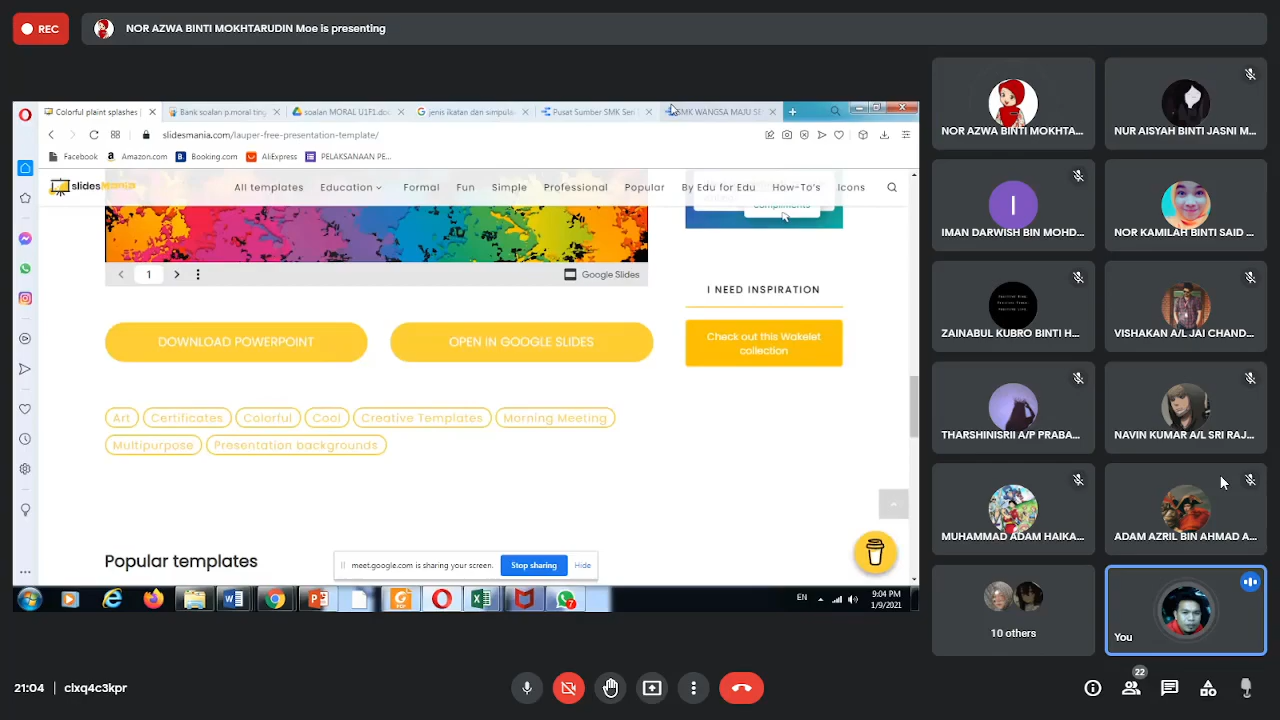 REC
NOR AZWA BINTI MOKHTARUDIN Moe is presenting
Colorful plaint splashes
Bank soalan p.moral ting
soalan MORAL U1F1.doc
jenis ikatan dan simpula
Pusat Sumber SMK Seri
SMK WANGSA MAJU SE
slidesmania.com/lauper-free-presentation-template/
Facebook
Amazon.com
Booking.com
AliExpress
PELAKSANAAN PE...
slidesMania
All templates
Education
Formal
Fun
Simple
Professional
Popular
By Edu for Edu
How-To's
Icons
compliments
1
Google Slides
I NEED INSPIRATION
DOWNLOAD POWERPOINT
OPEN IN GOOGLE SLIDES
Check out this Wakelet
collection
Art
Certificates
Colorful
Cool
Creative Templates
Morning Meeting
Multipurpose
Presentation backgrounds
Popular templates
meet.google.com is sharing your screen.
Stop sharing
Hide
EN
9:04 PM
1/9/2021
NOR AZWA BINTI MOKHTA...
NUR AISYAH BINTI JASNI M...
I
IMAN DARWISH BIN MOHD...
NOR KAMILAH BINTI SAID ...
ZAINABUL KUBRO BINTI H...
VISHAKAN A/L JAI CHAND...
THARSHINISRII A/P PRABA...
NAVIN KUMAR A/L SRI RAJ...
MUHAMMAD ADAM HAIKA...
ADAM AZRIL BIN AHMAD A...
10 others
You
21:04
clxq4c3kpr
22